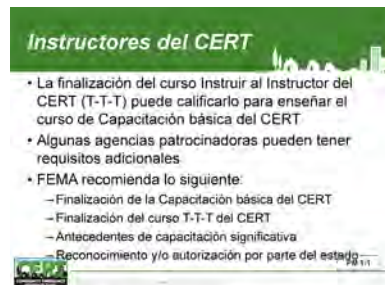 Instructores del CERT
• La finalización del curso Instruir al Instructor del
CERT (T-T-T) puede calificarlo para enseñar el
curso de Capacitación básica del CERT
• Algunas agencias patrocinadoras pueden tener
requisitos adicionales
• FEMA recomienda lo siguiente:
–Finalización de la Capacitación básica del CERT
–Finalización del curso T-T-T del CERT
–Antecedentes de capacitación significativa
–Reconocimiento y/o autorización por parte del estado
CERT